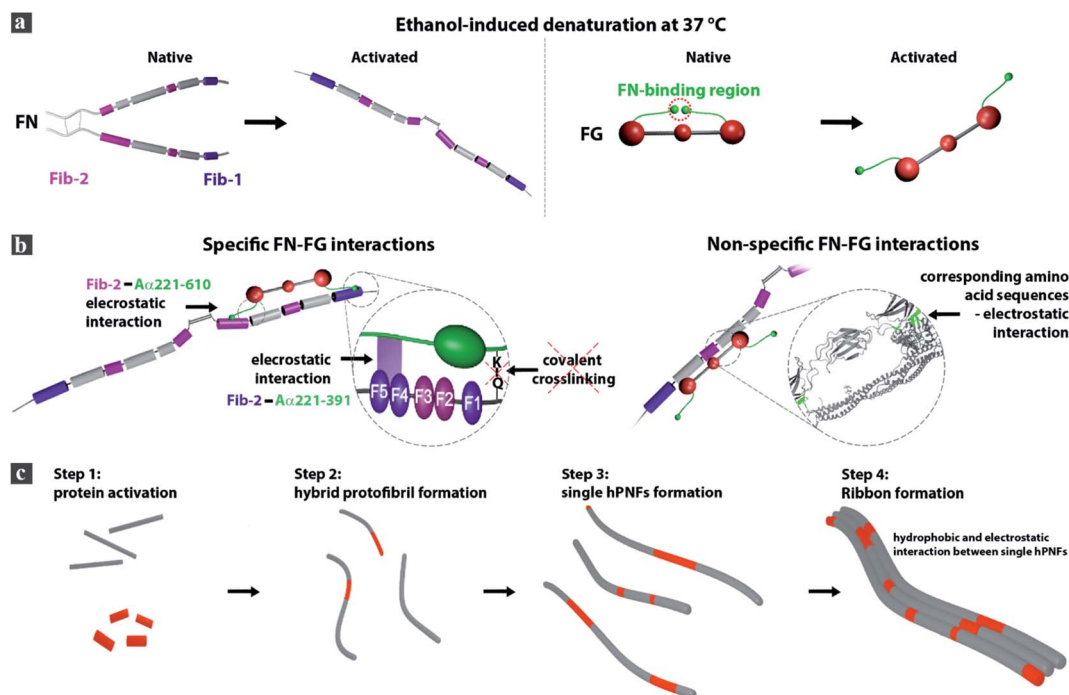 a
Ethanol-induced denaturation at 37 °C
Native
Activated
FN
Fib-2
Fib-1
Native
Activated
FN-binding region
FG
b
Specific FN-FG interactions
Fib-2–Aα221-610
elecrostatic
interaction
elecrostatic
interaction
Fib-2–Aα221-391
F5 F4 F3 F2 F1
K
Q
covalent
crosslinking
Non-specific FN-FG interactions
corresponding amino
acid sequences
- electrostatic
interaction
c
Step 1:
protein activation
Step 2:
hybrid protofibril formation
Step 3:
single hPNFs formation
Step 4:
Ribbon formation
hydrophobic and electrostatic
interaction between single hPNFs